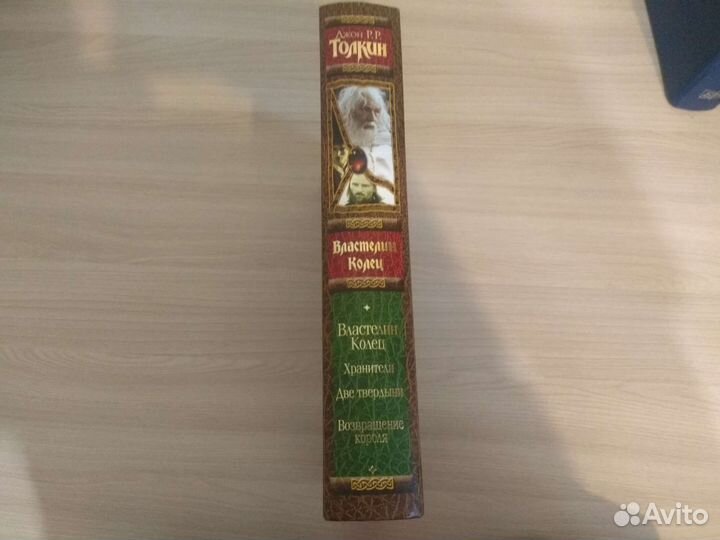 Джон Р. Р.
Толкин
Властелин
Колец
Властелин
Колец
Хранители
Две твердыни
Возвращение
короля
Avito